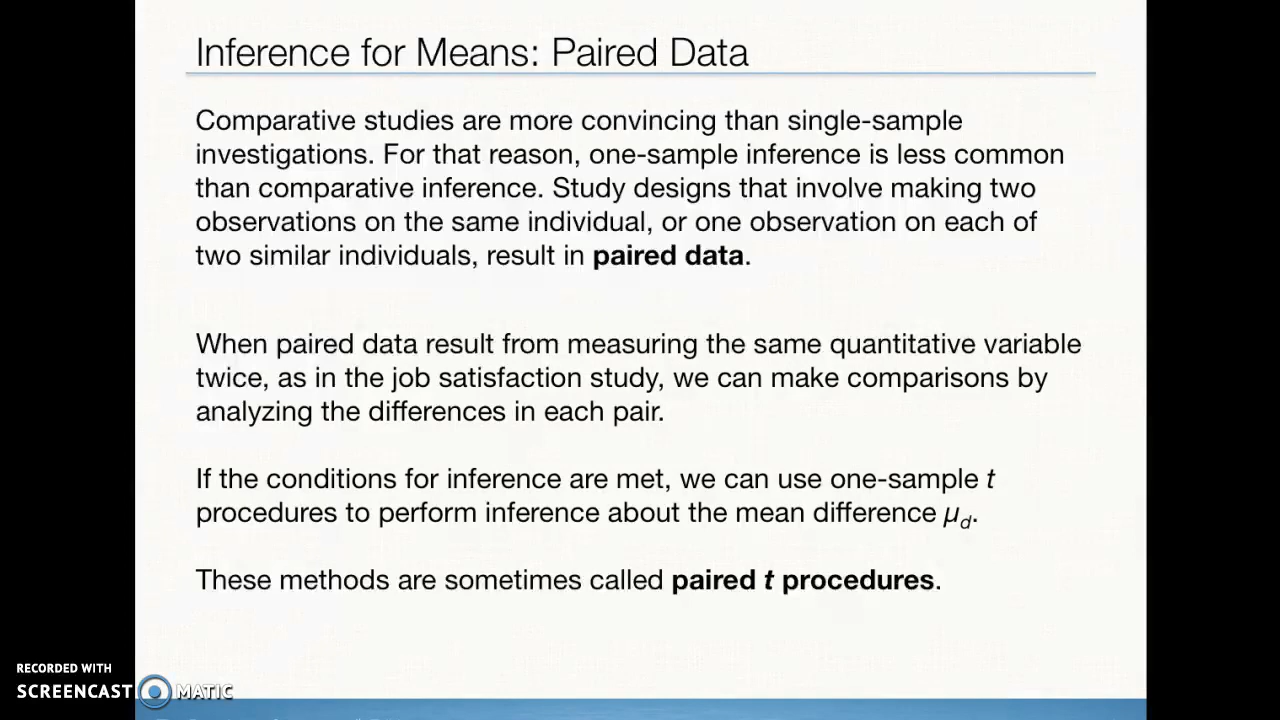 Inference for Means: Paired Data
Comparative studies are more convincing than single-sample
investigations. For that reason, one-sample inference is less common
than comparative inference. Study designs that involve making two
observations on the same individual, or one observation on each of
two similar individuals, result in paired data.
When paired data result from measuring the same quantitative variable
twice, as in the job satisfaction study, we can make comparisons by
analyzing the differences in each pair.
If the conditions for inference are met, we can use one-sample t
procedures to perform inference about the mean difference μd.
These methods are sometimes called paired t procedures.
RECORDED WITH
SCREENCAST MATIC